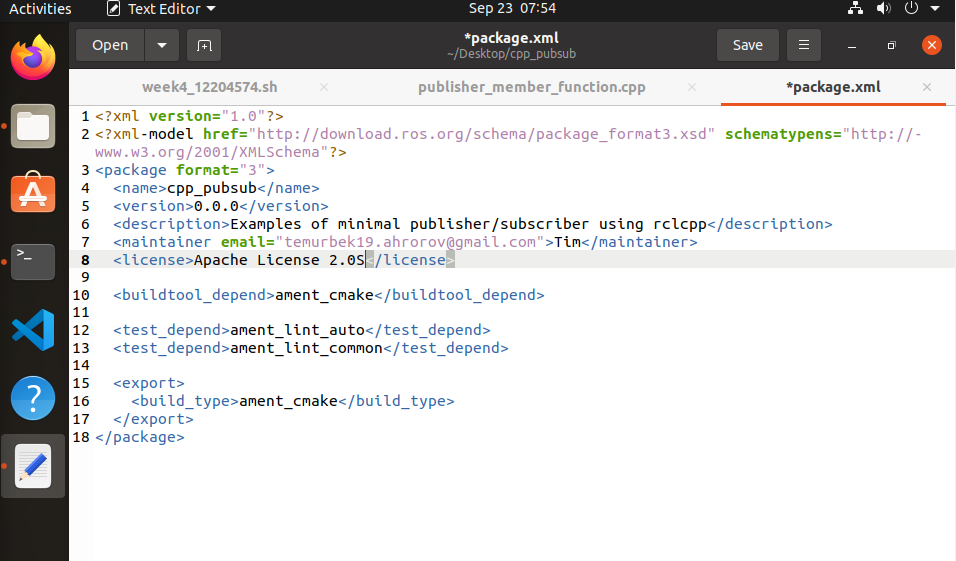 Activities
Text Editor
Sep 23 07:54
Open
*package.xml
~/Desktop/cpp_pubsub
Save
week4_12204574.sh
publisher_member_function.cpp
*package.xml
1 <?xml version="1.0"?>
2 <?xml-model href="http://download.ros.org/schema/package_format3.xsd" schematypens="http://-
www.w3.org/2001/XMLSchema"?>
3 <package format="3">
4   <name>cpp_pubsub</name>
5   <version>0.0.0</version>
6   <description>Examples of minimal publisher/subscriber using rclcpp</description>
7   <maintainer email="temurbek19.ahrorov@gmail.com">Tim</maintainer>
8   <license>Apache License 2.0S</license>
9
10   <buildtool_depend>ament_cmake</buildtool_depend>
11
12   <test_depend>ament_lint_auto</test_depend>
13   <test_depend>ament_lint_common</test_depend>
14
15   <export>
16     <build_type>ament_cmake</build_type>
17   </export>
18 </package>